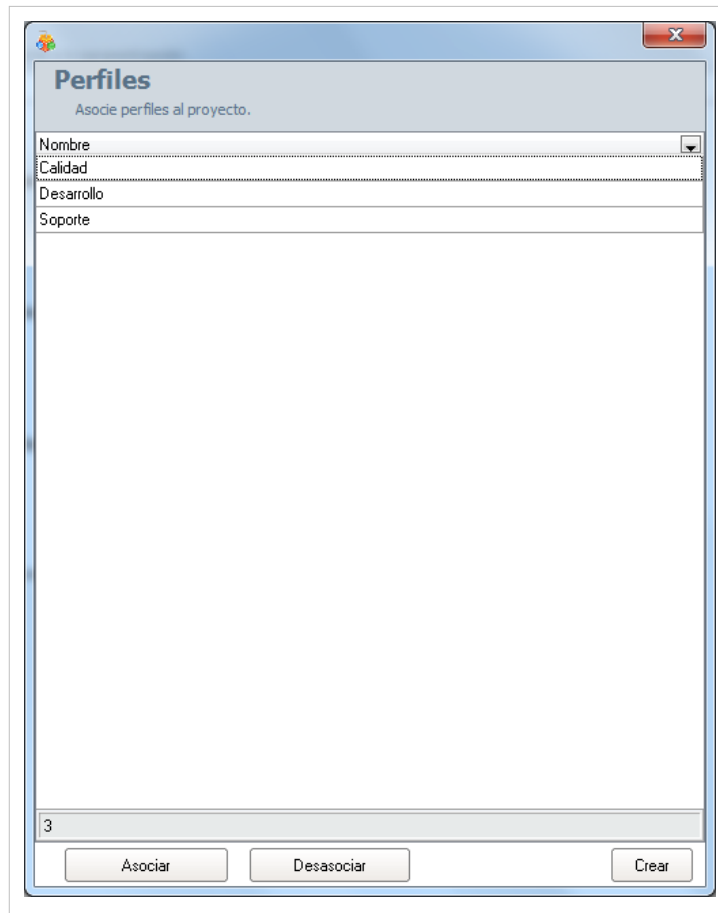 Perfiles
Asocie perfiles al proyecto.
Nombre
Calidad
Desarrollo
Soporte
3
Asociar Desasociar Crear